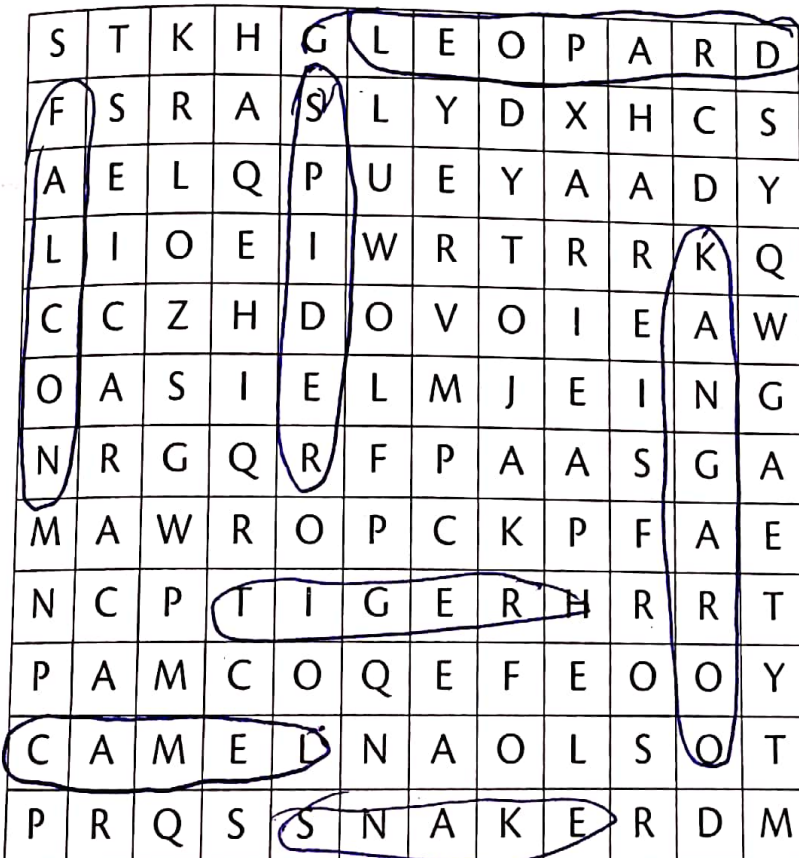 S T K H G L E O P A R D
F S R A S L Y D X H C S
A E L Q P U E Y A A D Y
L I O E I W R T R R K Q
C C Z H D O V O I E A W
O A S I E L M J E I N G
N R G Q R F P A A S G A
M A W R O P C K P F A E
N C P T I G E R H R R T
P A M C O Q E F E O O Y
C A M E L N A O L S O T
P R Q S S N A K E R D M